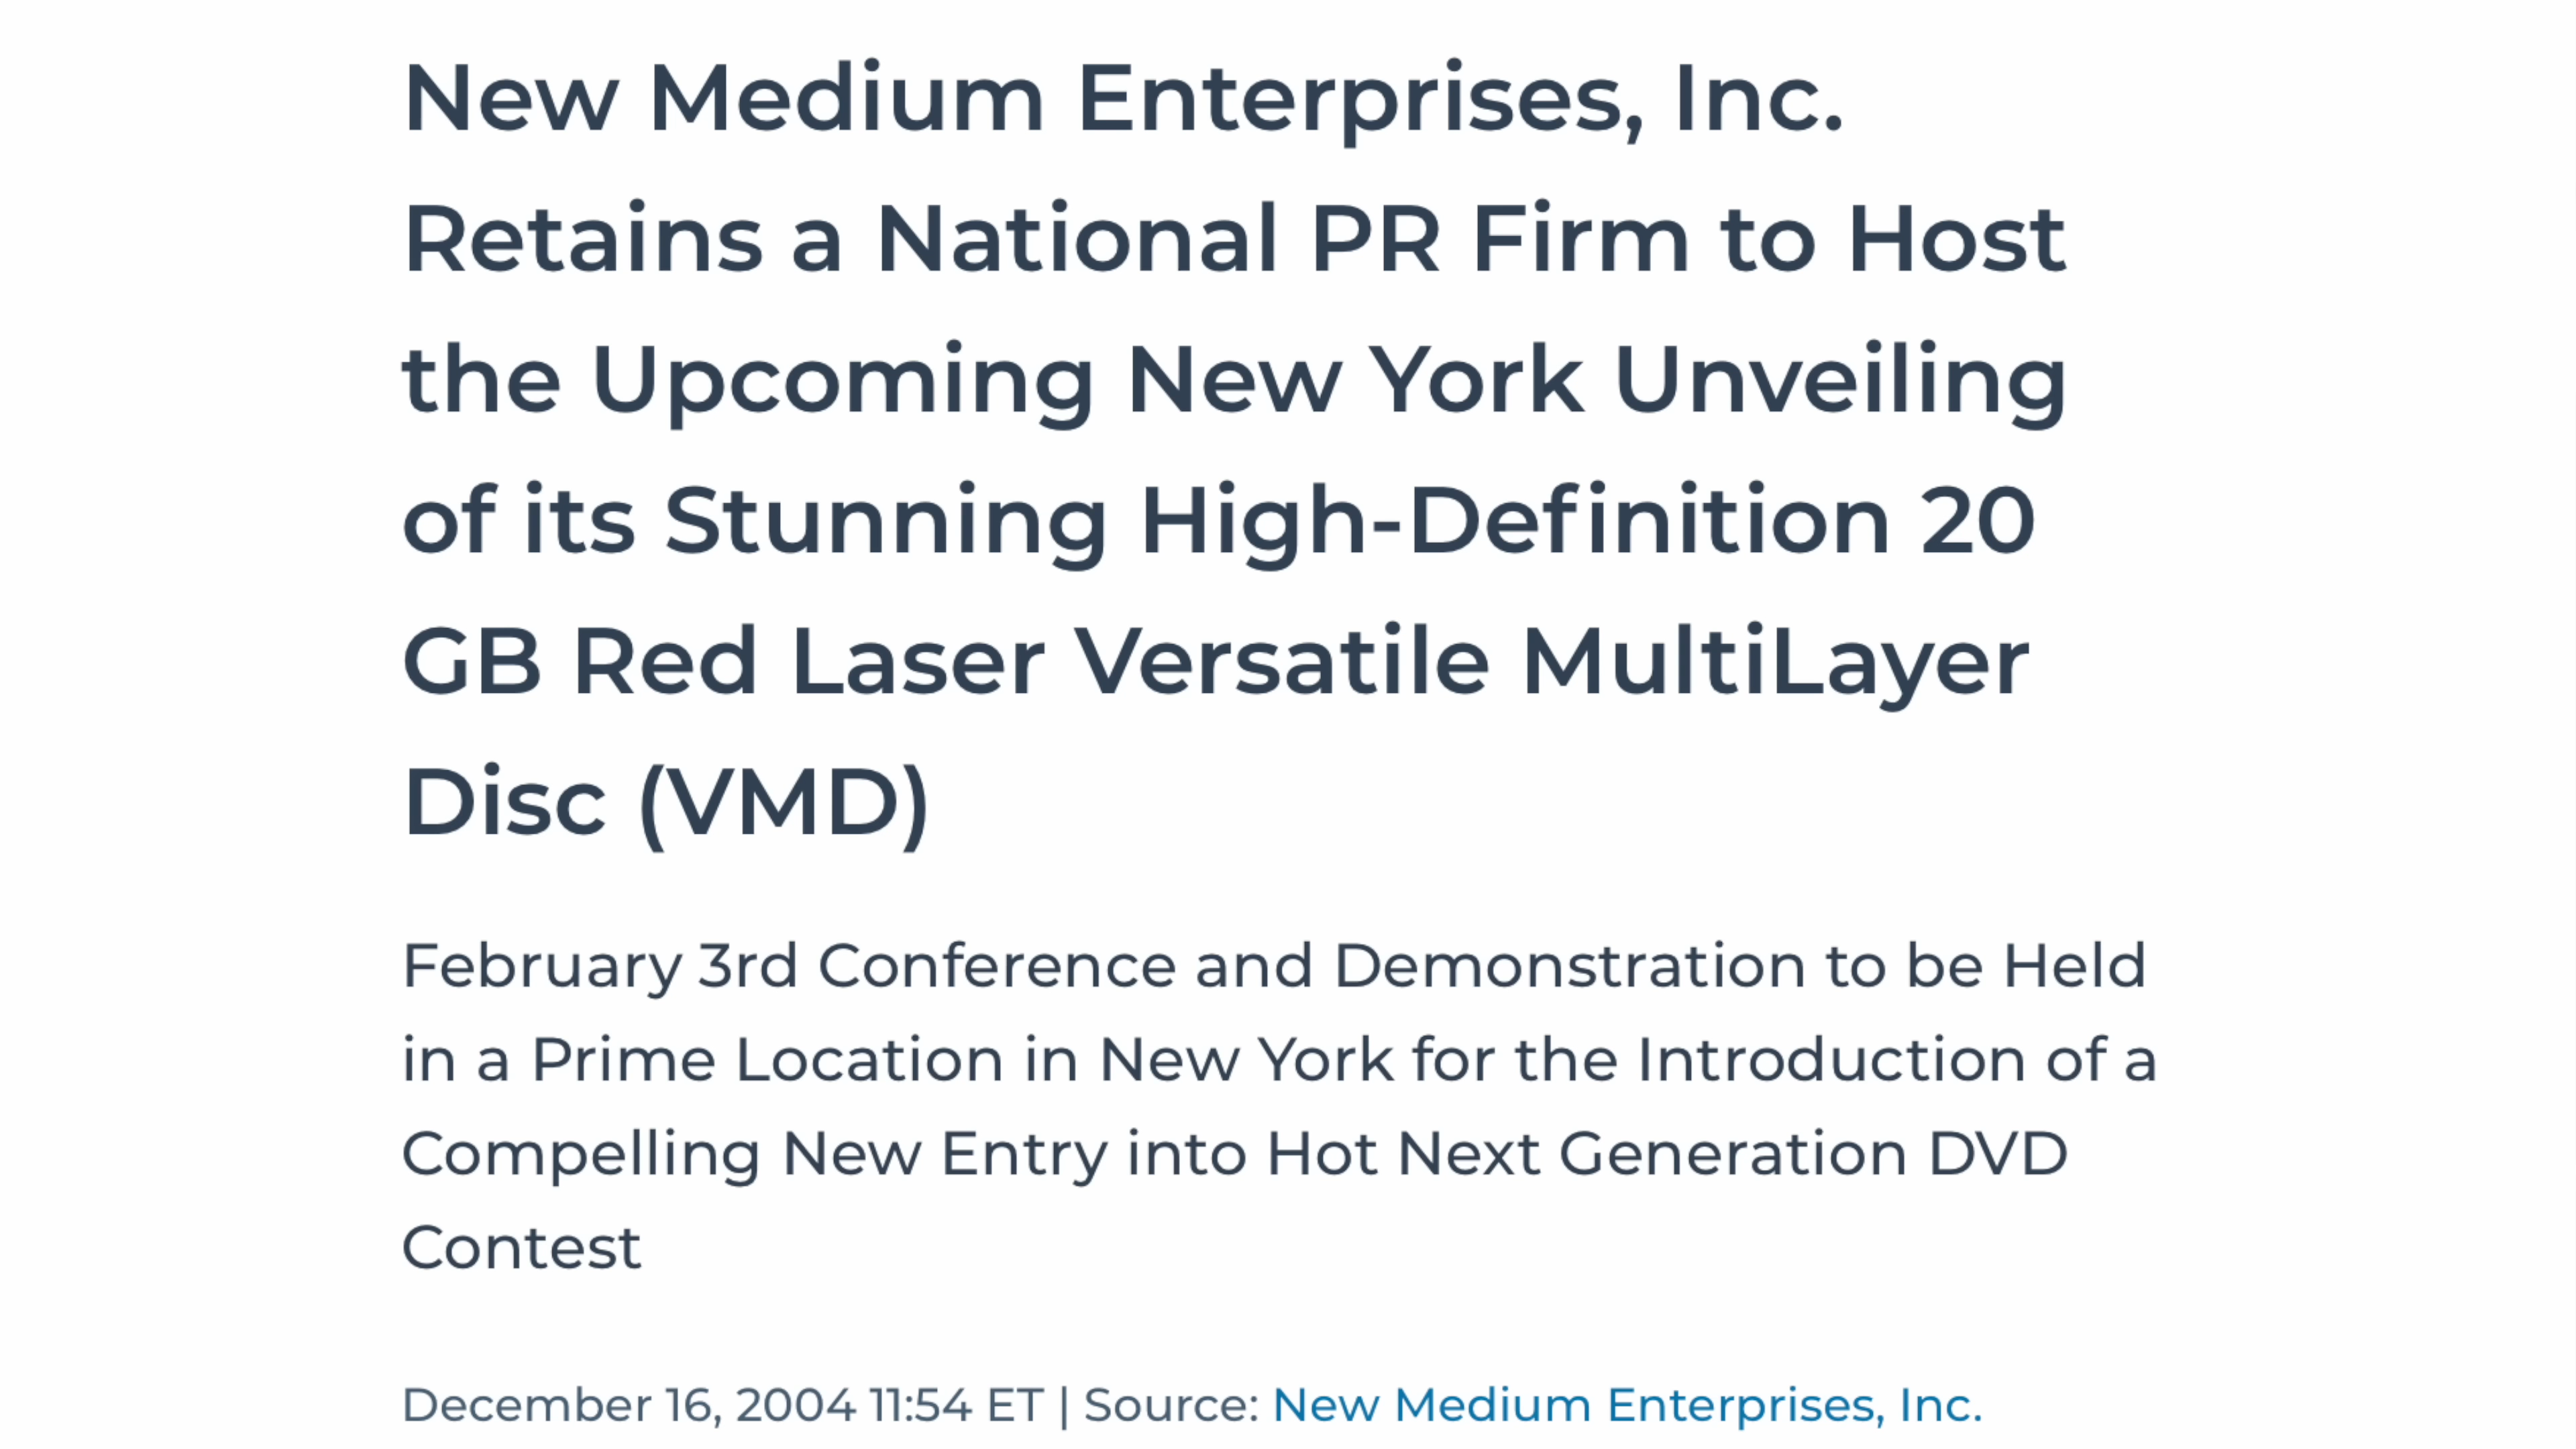 New Medium Enterprises, Inc.
Retains a National PR Firm to Host
the Upcoming New York Unveiling
of its Stunning High-Definition 20
GB Red Laser Versatile MultiLayer
Disc (VMD)
February 3rd Conference and Demonstration to be Held
in a Prime Location in New York for the Introduction of a
Compelling New Entry into Hot Next Generation DVD
Contest
December 16, 2004 11:54 ET | Source: New Medium Enterprises, Inc.